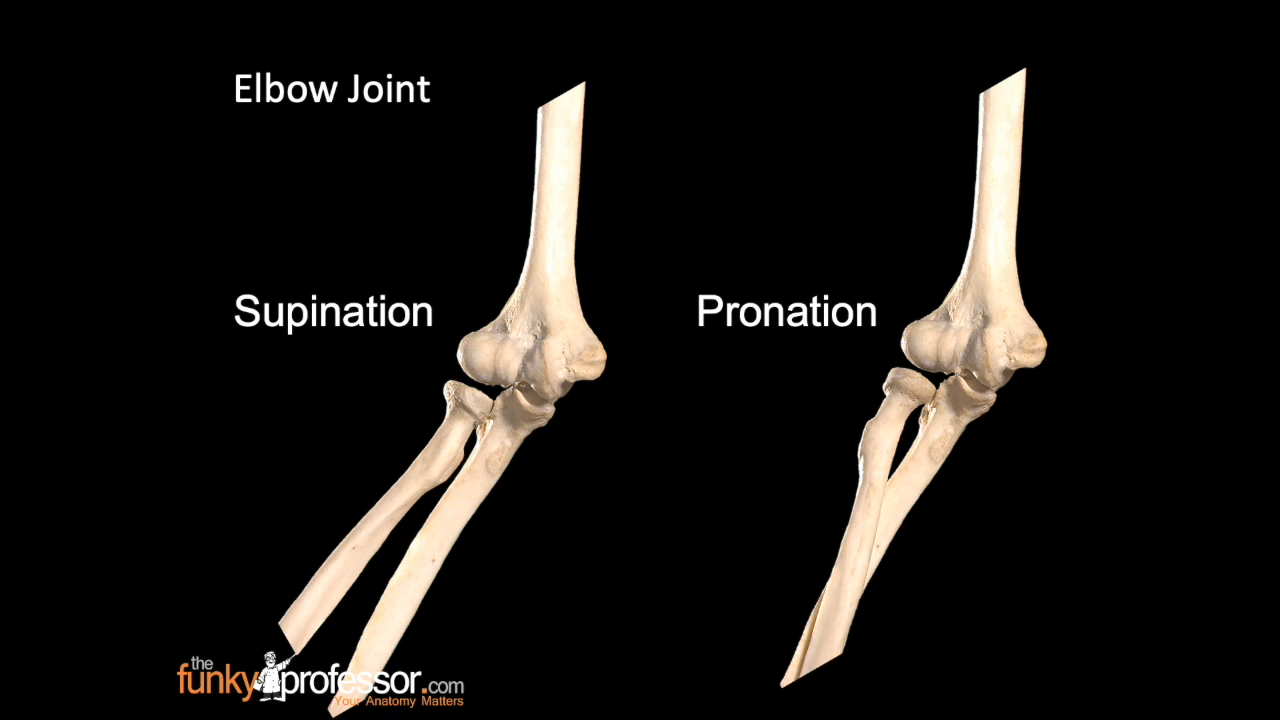 Elbow Joint
Supination
Pronation
the
funkyprofessor.com
Your Anatomy Matters